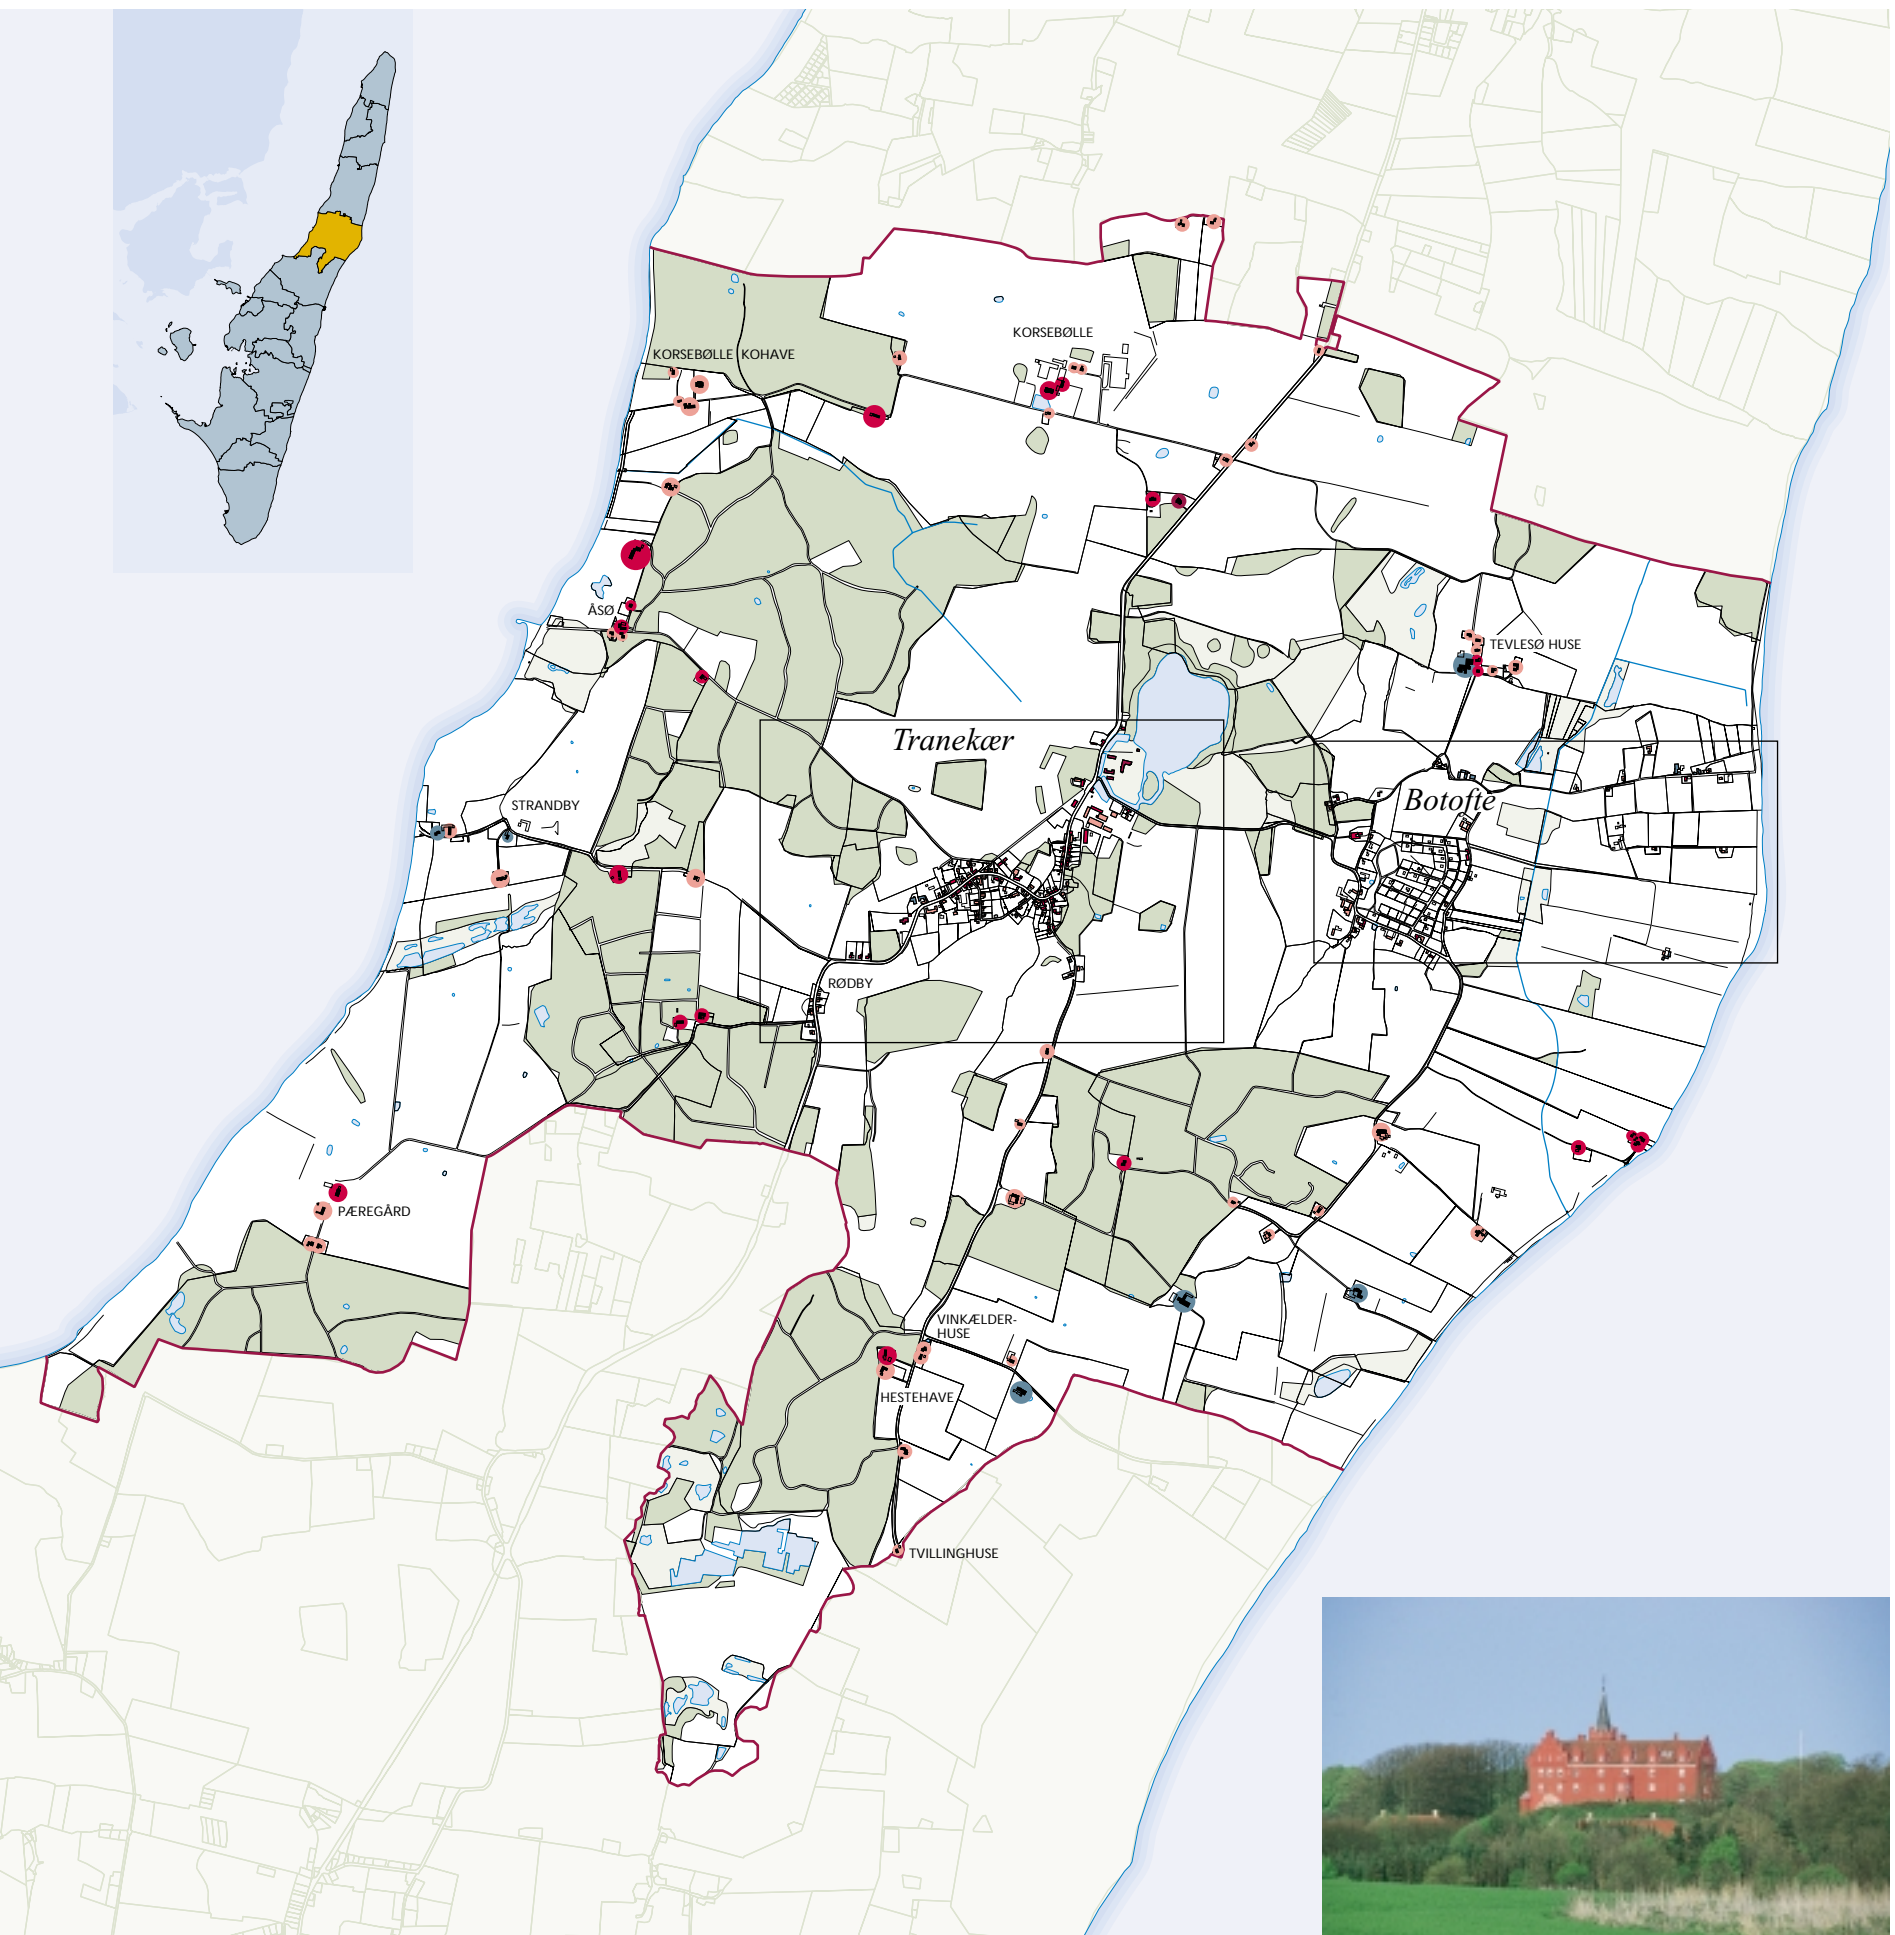 KORSEBØLLE
KORSEBØLLE KOHAVE
ÅSØ
TEVLESØ HUSE
Tranekær
Botofte
STRANDBY
RØDBY
PÆREGÅRD
VINKÆLDER-
HUSE
HESTEHAVE
TVILLINGHUSE